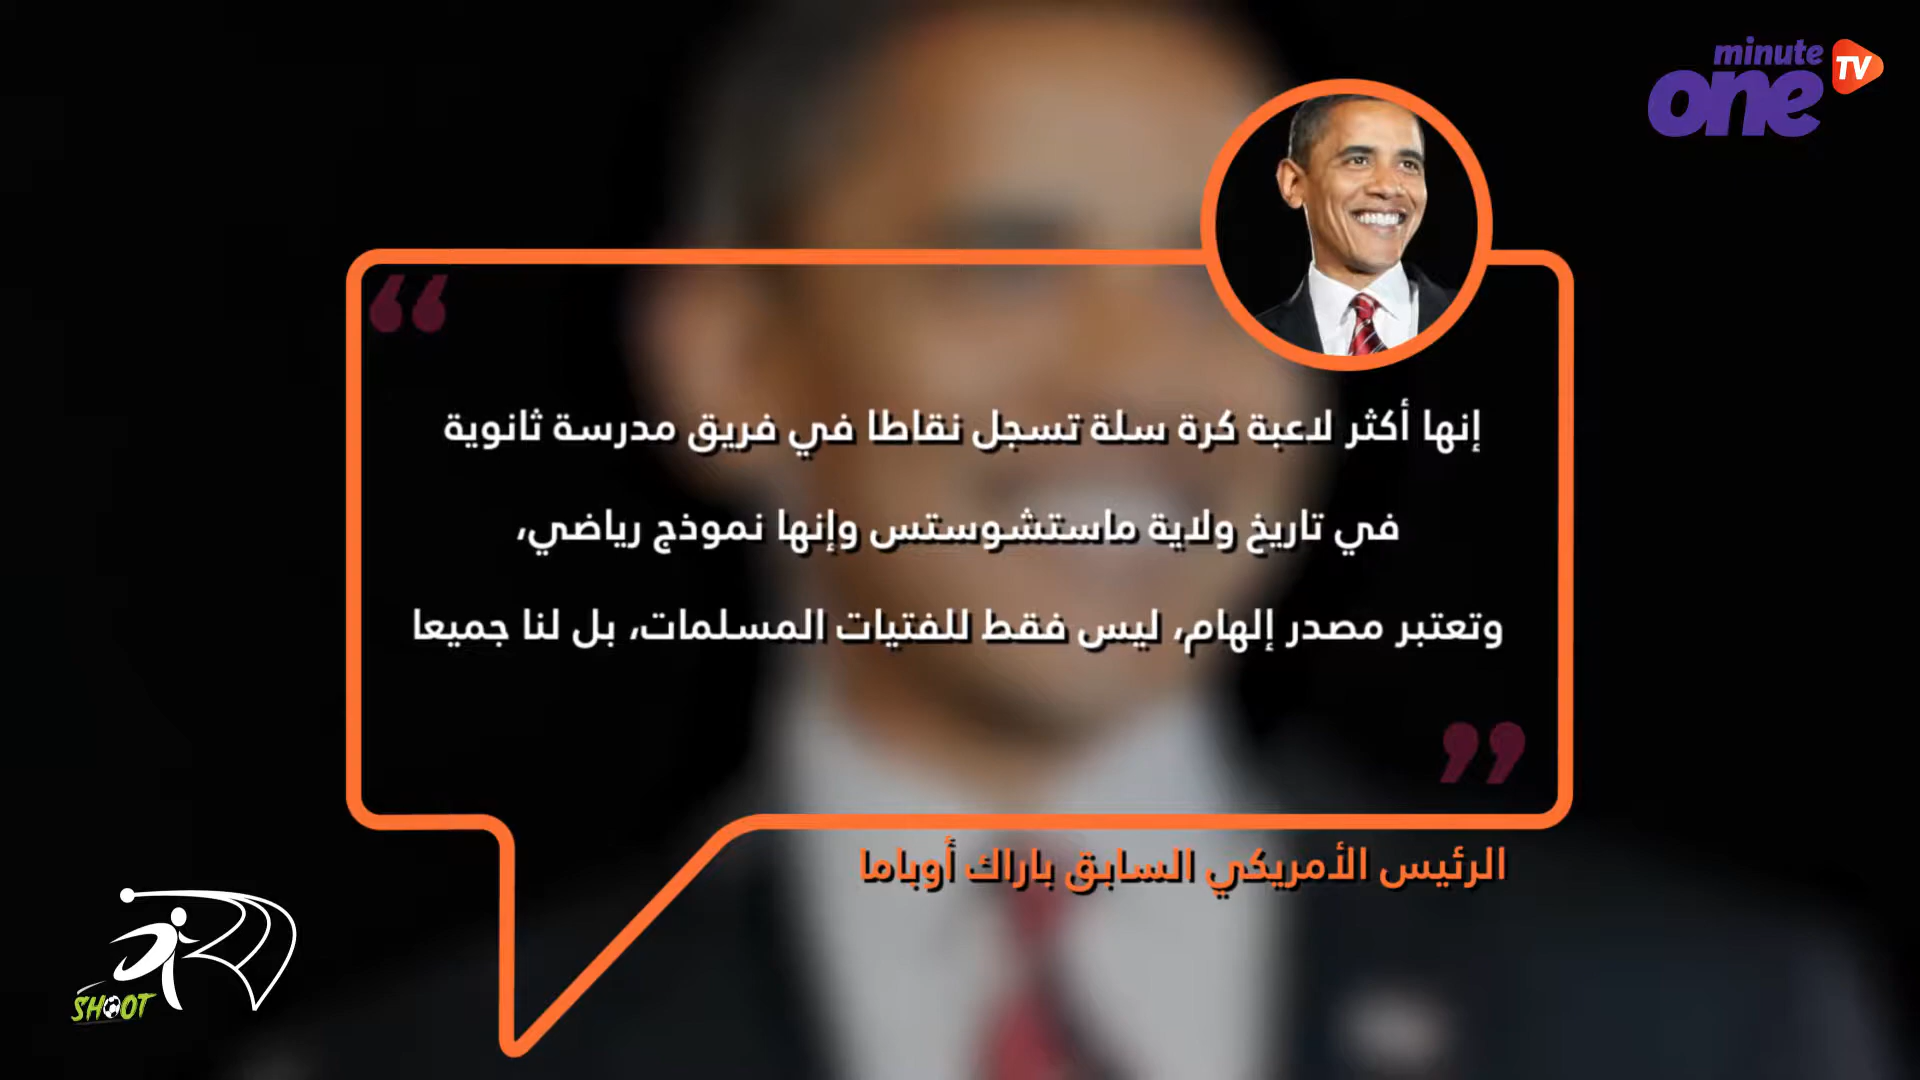 minute
one TV
إنها أكثر لاعبة كرة سلة تسجل نقاطا في فريق مدرسة ثانوية
في تاريخ ولاية ماستشوستس وإنها نموذج رياضي،
وتعتبر مصدر إلهام، ليس فقط للفتيات المسلمات، بل لنا جميعا
الرئيس الأمريكي السابق باراك أوباما
SHOOT